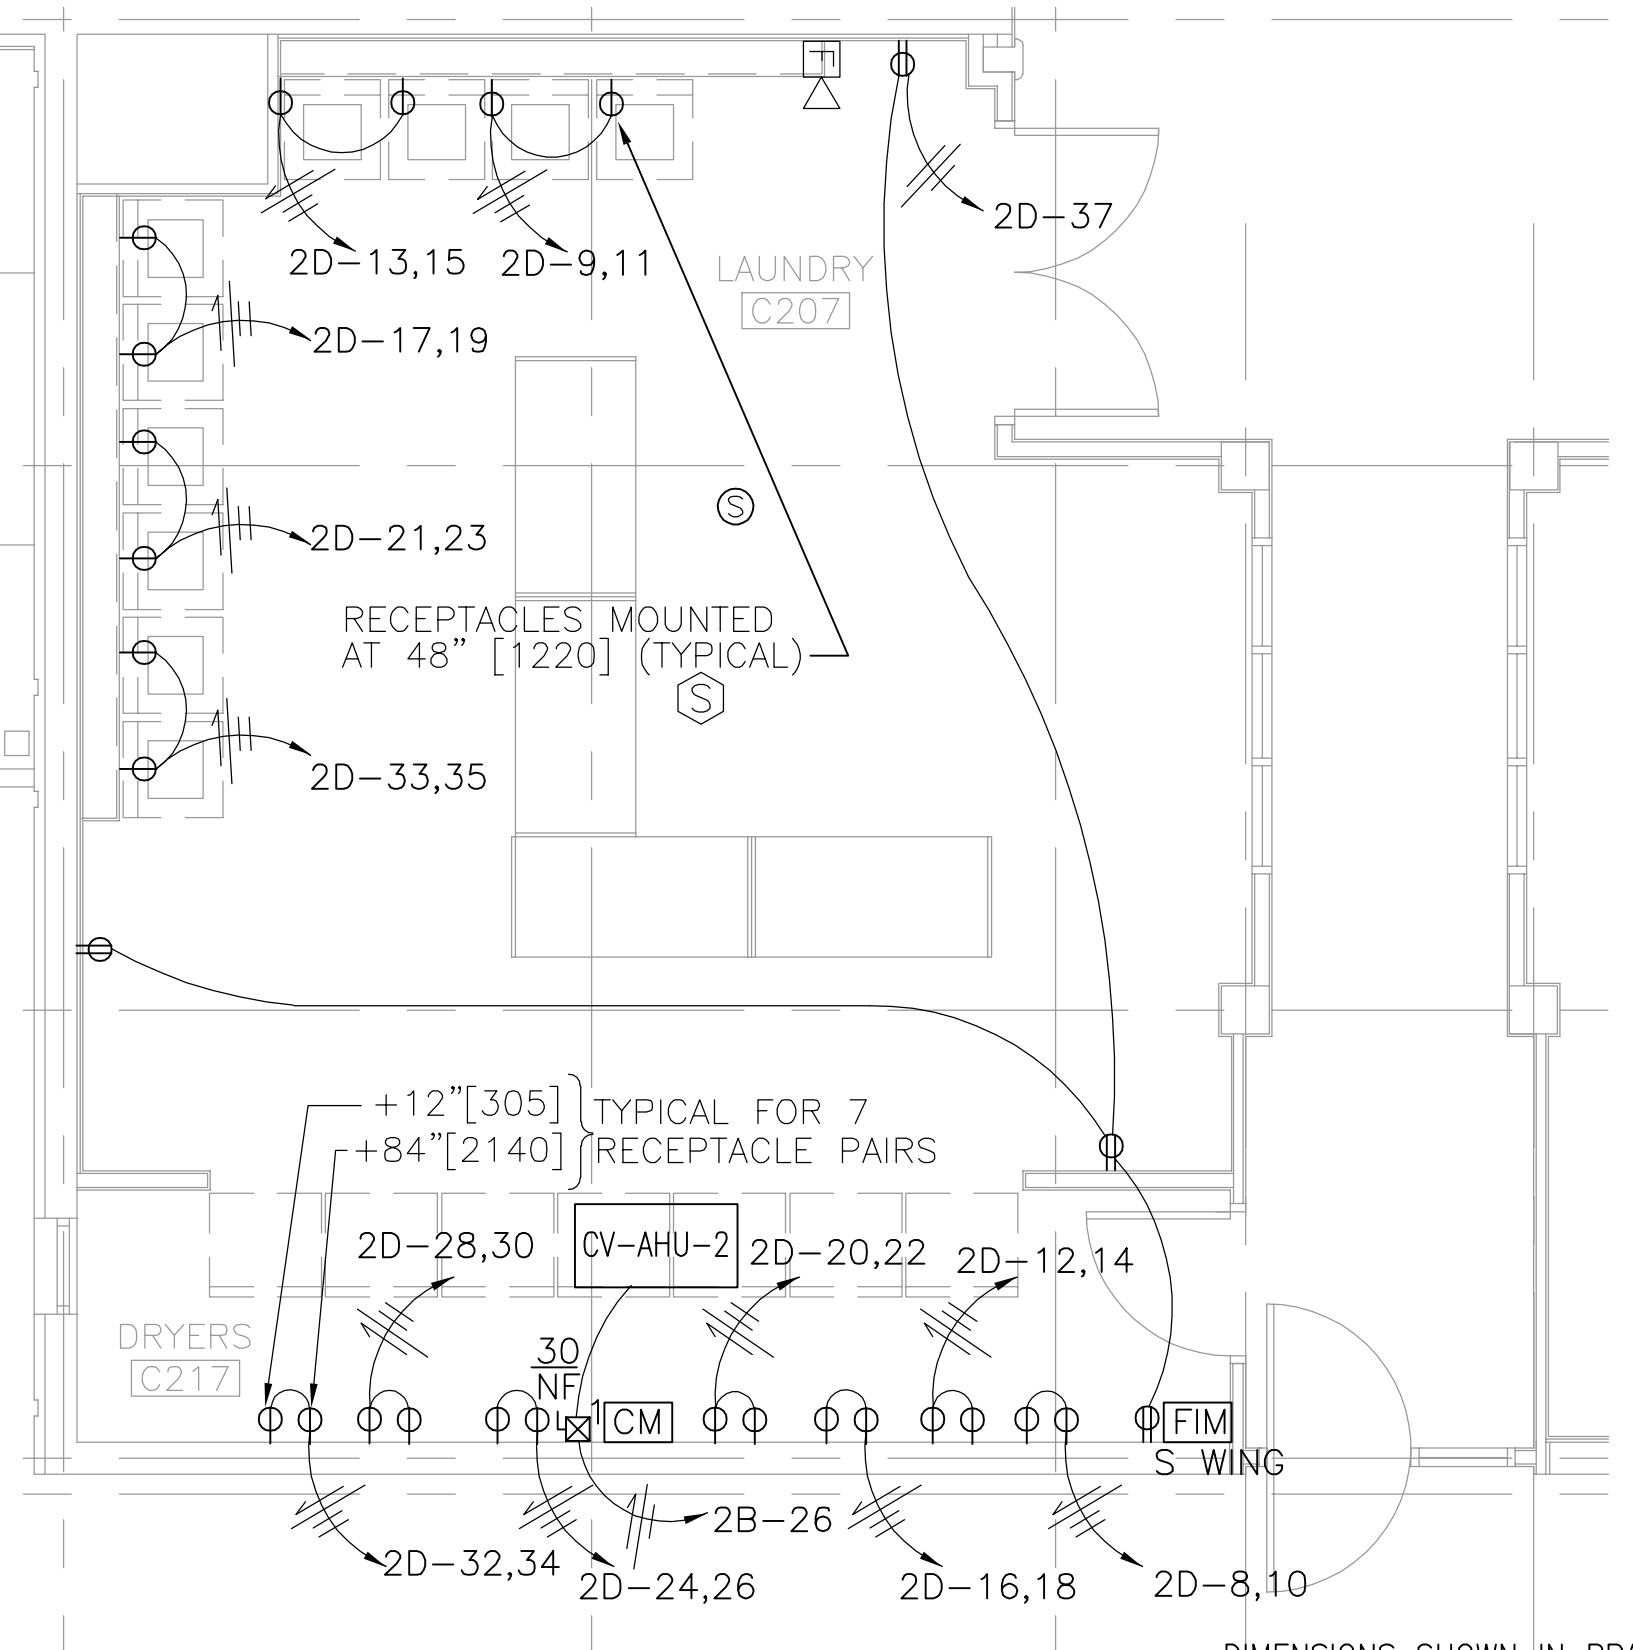 F
2D-37
2D-13,15
2D-9,11
LAUNDRY
C207
2D-17,19
S
2D-21,23
RECEPTACLES MOUNTED
AT 48" [1220] (TYPICAL)
S
2D-33,35
+12"[305]
+84"[2140]
TYPICAL FOR 7
RECEPTACLE PAIRS
2D-28,30
CV-AHU-2
2D-20,22
2D-12,14
DRYERS
C217
30
NF
1
CM
FIM
S WING
2B-26
2D-32,34
2D-24,26
2D-16,18
2D-8,10
DIMENSIONS SHOWN IN